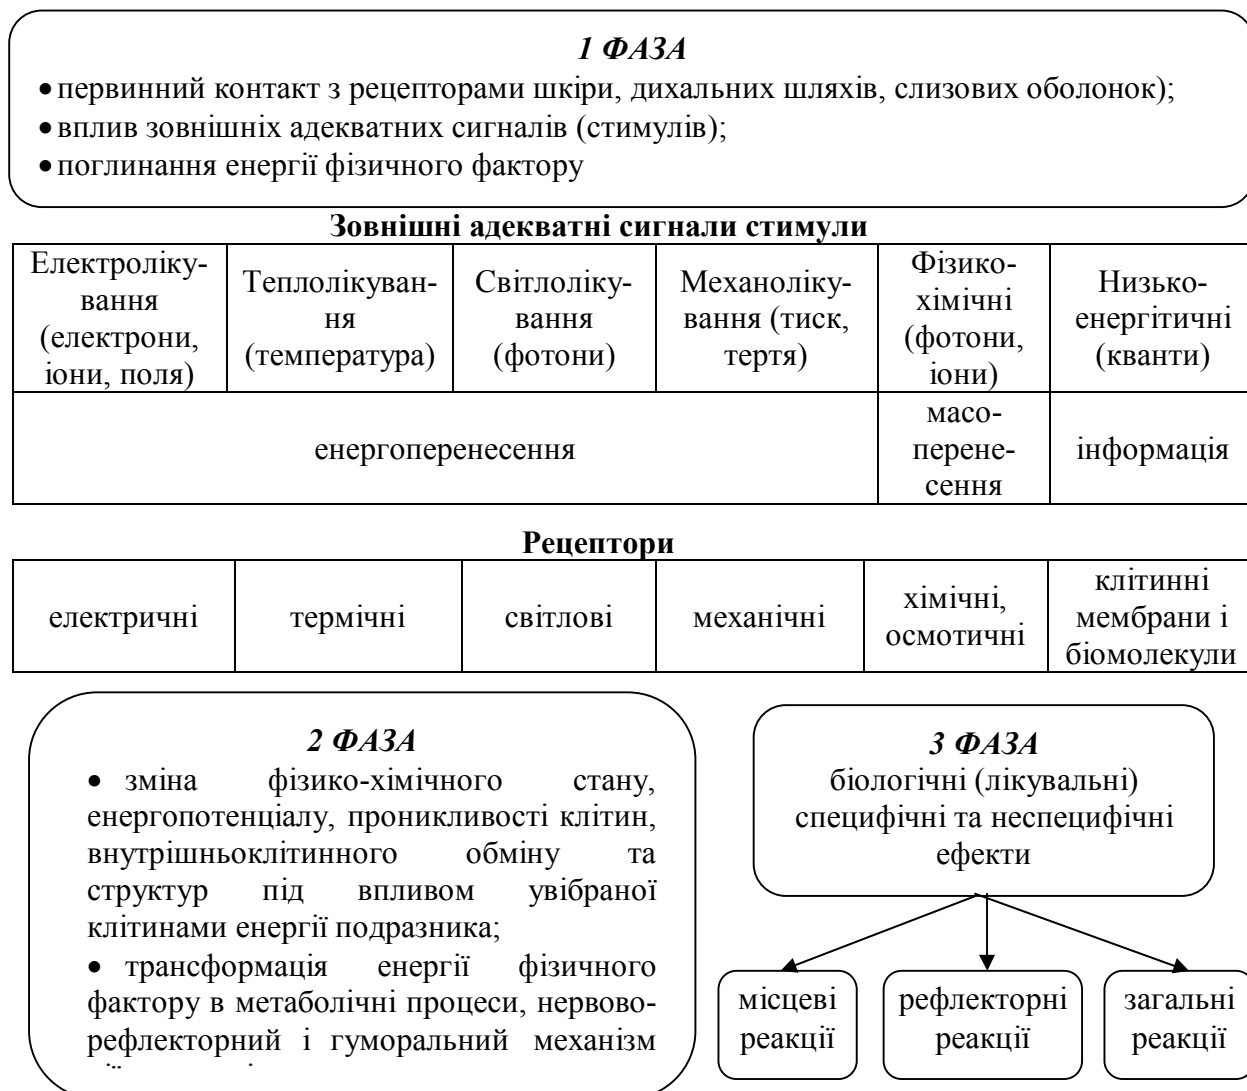 1 ФАЗА
• первинний контакт з рецепторами шкіри, дихальних шляхів, слизових оболонок);
• вплив зовнішніх адекватних сигналів (стимулів);
• поглинання енергії фізичного фактору
Зовнішні адекватні сигнали стимули
Електроліку-
вання
(електрони,
іони, поля)
Теплолікуван-
ня
(температура)
Світлоліку-
вання
(фотони)
Механоліку-
вання (тиск,
тертя)
Фізико-
хімічні
(фотони,
іони)
Низько-
енергітичні
(кванти)
енергоперенесення
масо-
перене-
сення
інформація
Рецептори
електричні
термічні
світлові
механічні
хімічні,
осмотичні
клітинні
мембрани і
біомолекули
2 ФАЗА
• зміна фізико-хімічного стану,
енергопотенціалу, проникливості клітин,
внутрішньоклітинного обміну та
структур під впливом увібраної
клітинами енергії подразника;
• трансформація енергії фізичного
фактору в метаболічні процеси, нервово-
рефлекторний і гуморальний механізм
3 ФАЗА
біологічні (лікувальні)
специфічні та неспецифічні
ефекти
місцеві
реакції
рефлекторні
реакції
загальні
реакції